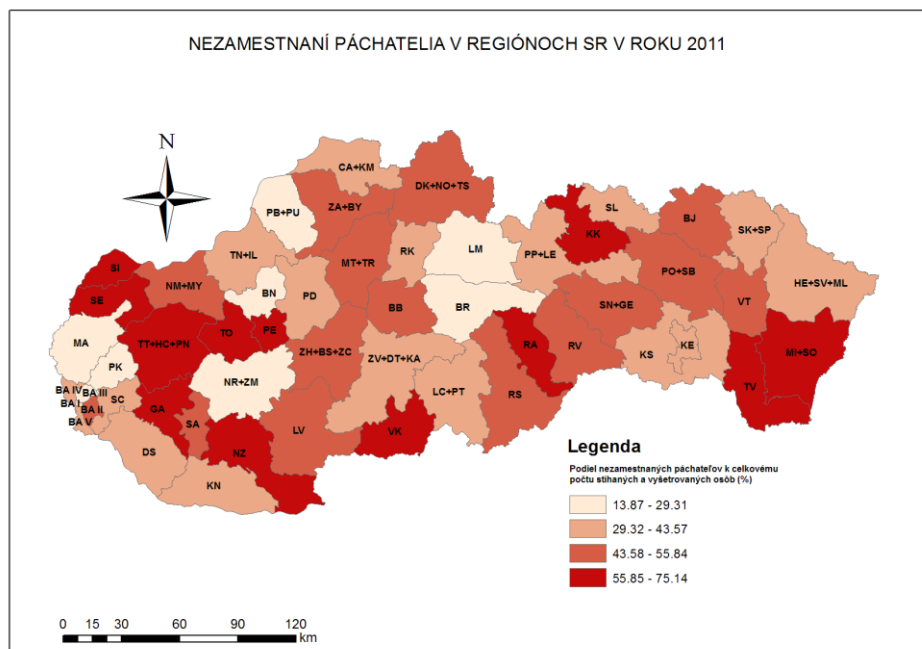 NEZAMESTNANÍ PÁCHATELIA V REGIÓNOCH SR V ROKU 2011
N
CA+KM
DK+NO+TS
ZA+BY
PB+PU
SL
BJ
SK+SP
KK
RK
LM
PP+LE
TN+IL
MT+TR
PO+SB
HE+SV+ML
SI
NM+MY
BN
PD
SE
BB
BR
SN+GE
VT
TO
PE
MA
TT+HC+PN
RA
RV
KS
KE
MI+SO
ZH+BS+ZC
ZV+DT+KA
PK
NR+ZM
TV
BA IV
BA III
SC
LC+PT
RS
BA I
BA II
GA
BA V
SA
LV
VK
DS
NZ
KN
Legenda
Podiel nezamestnaných páchateľov k celkovému
počtu stíhaných a vyšetrovaných osôb (%)
13.87 - 29.31
29.32 - 43.57
43.58 - 55.84
55.85 - 75.14
0 15 30 60 90 120
km